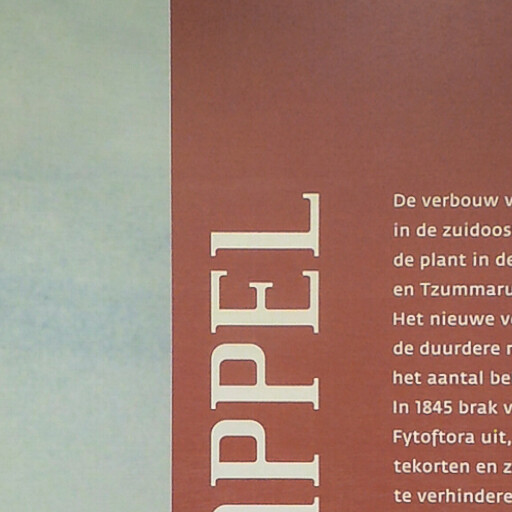 PPEL
De verbouw
in de zuidoos
de plant in de
en Tzummaru
Het nieuwe
de duurdere
het aantal be
In 1845 brak
Fytoftora uit,
tekorten en
te verhindere